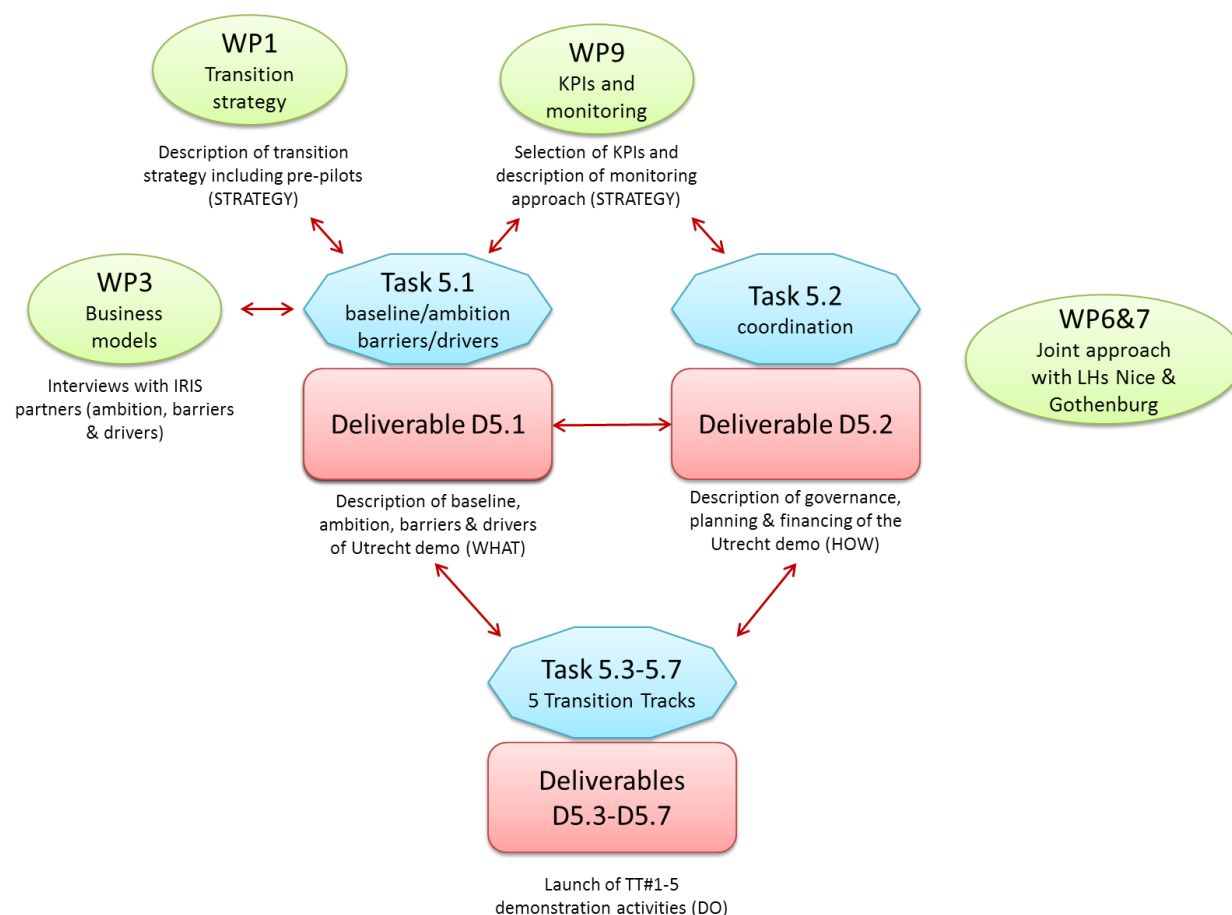 WP1
Transition
strategy
WP9
KPIs and
monitoring
Description of transition
strategy including pre-pilots
(STRATEGY)
Selection of KPIs and
description of monitoring
approach (STRATEGY)
WP3
Business
models
Task 5.1
baseline/ambition
barriers/drivers
Task 5.2
coordination
WP6&7
Joint approach
with LHs Nice &
Gothenburg
Interviews with IRIS
partners (ambition, barriers
& drivers)
Deliverable D5.1
Deliverable D5.2
Description of baseline,
ambition, barriers & drivers
of Utrecht demo (WHAT)
Description of governance,
planning & financing of the
Utrecht demo (HOW)
Task 5.3-5.7
5 Transition Tracks
Deliverables
D5.3-D5.7
Launch of TT#1-5
demonstration activities (DO)